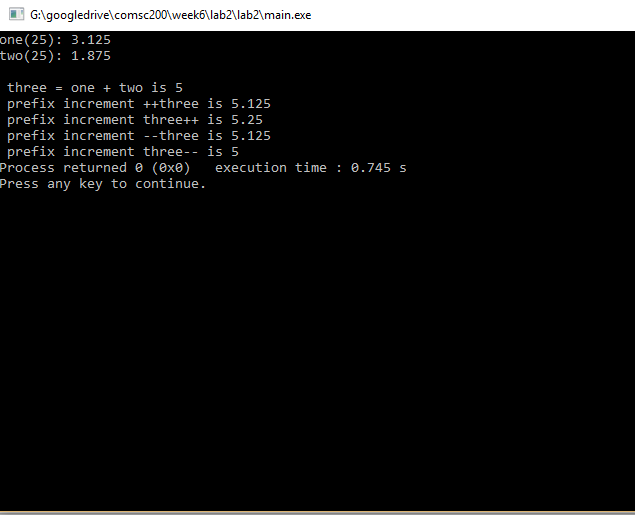 G:\googledrive\comsc200\week6\lab2\lab2\main.exe
one(25): 3.125
two(25): 1.875
three = one + two is 5
prefix increment ++three is 5.125
prefix increment three++ is 5.25
prefix increment --three is 5.125
prefix increment three-- is 5
Process returned 0 (0x0)   execution time : 0.745 s
Press any key to continue.